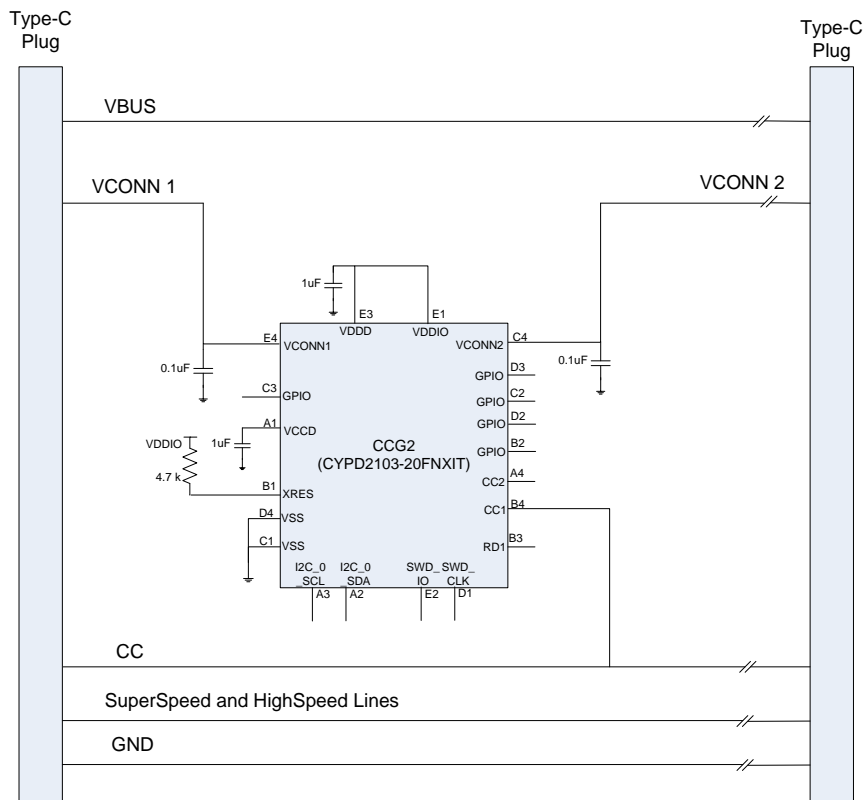 Type-C
Plug
Type-C
Plug
VBUS
VCONN 1
VCONN 2
1uF
E3
E1
VDDD
VDDIO
E4
VCONN1
C4
VCONN2
0.1uF
0.1uF
D3
GPIO
C3
GPIO
C2
GPIO
D2
GPIO
A1
VCCD
1uF
VDDIO
4.7 k
CCG2
(CYPD2103-20FNXIT)
B2
GPIO
A4
CC2
B1
XRES
B4
CC1
D4
VSS
C1
VSS
B3
RD1
I2C_0
_SCL
I2C_0
_SDA
SWD_
IO
SWD_
CLK
A3
A2
E2
D1
CC
SuperSpeed and HighSpeed Lines
GND